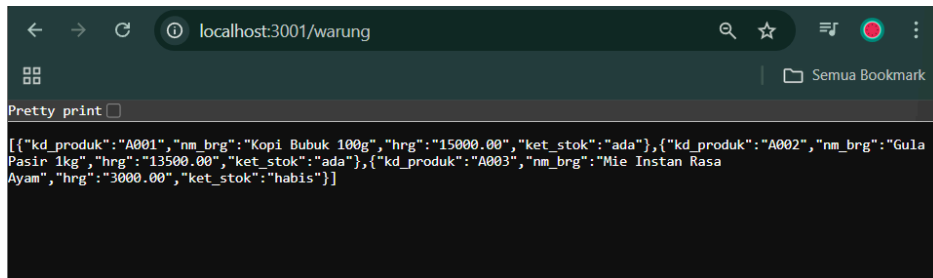 localhost:3001/warung
Semua Bookmark
Pretty print
[{"kd_produk":"A001","nm_brg":"Kopi Bubuk 100g","hrg":"15000.00","ket_stok":"ada"},{"kd_produk":"A002","nm_brg":"Gula
Pasir 1kg","hrg":"13500.00","ket_stok":"ada"},{"kd_produk":"A003","nm_brg":"Mie Instan Rasa
Ayam","hrg":"3000.00","ket_stok":"habis"}]